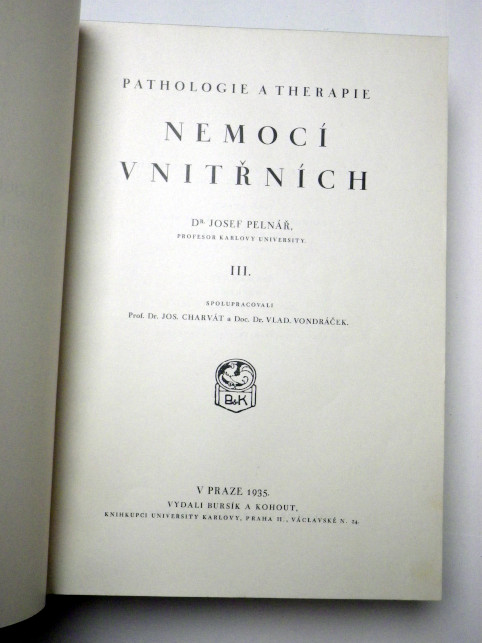 PATHOLOGIE A THERAPIE
NEMOCÍ
VNITŘNÍCH
DR. JOSEF PELNÁŘ,
PROFESOR KARLOVY UNIVERSITY.
III.
SPOLUPRACOVALI
Prof. Dr. JOS. CHARVÁT a Doc. Dr. VLAD. VONDRÁČEK.
B&K
V PRAZE 1935.
VYDALI BURSÍK A KOHOUT,
KNIHKUPCI UNIVERSITY KARLOVY, PRAHA II., VÁCLAVSKÉ N. 24.